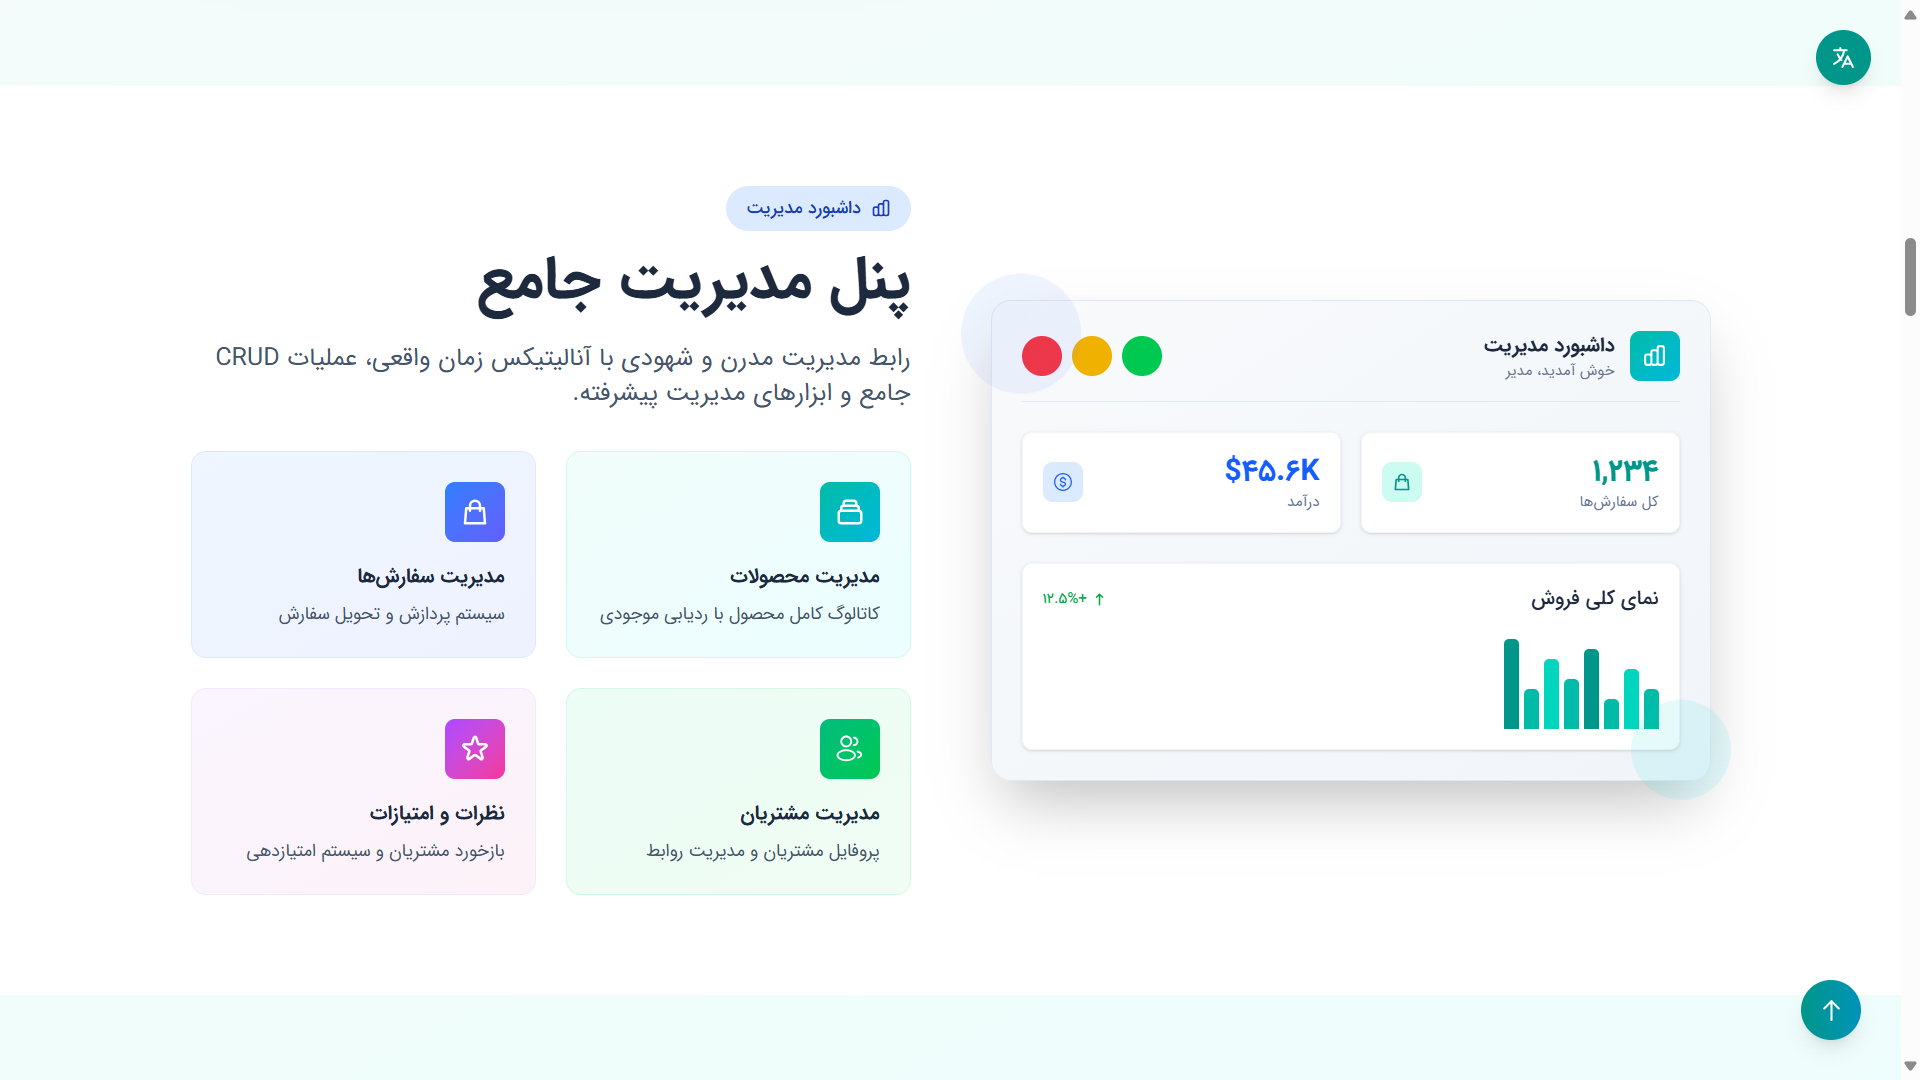 داشبورد مدیریت
خوش آمدید، مدیر
۱,۲۳۴
کل سفارش‌ها
$۴۵.۶K
درآمد
نمای کلی فروش
↑ +۱۲.۵%
داشبورد مدیریت
پنل مدیریت جامع
رابط مدیریت مدرن و شهودی با آنالیتیکس زمان واقعی، عملیات CRUD
جامع و ابزارهای مدیریت پیشرفته.
مدیریت محصولات
کاتالوگ کامل محصول با ردیابی موجودی
مدیریت سفارش‌ها
سیستم پردازش و تحویل سفارش
مدیریت مشتریان
پروفایل مشتریان و مدیریت روابط
نظرات و امتیازات
بازخورد مشتریان و سیستم امتیازدهی